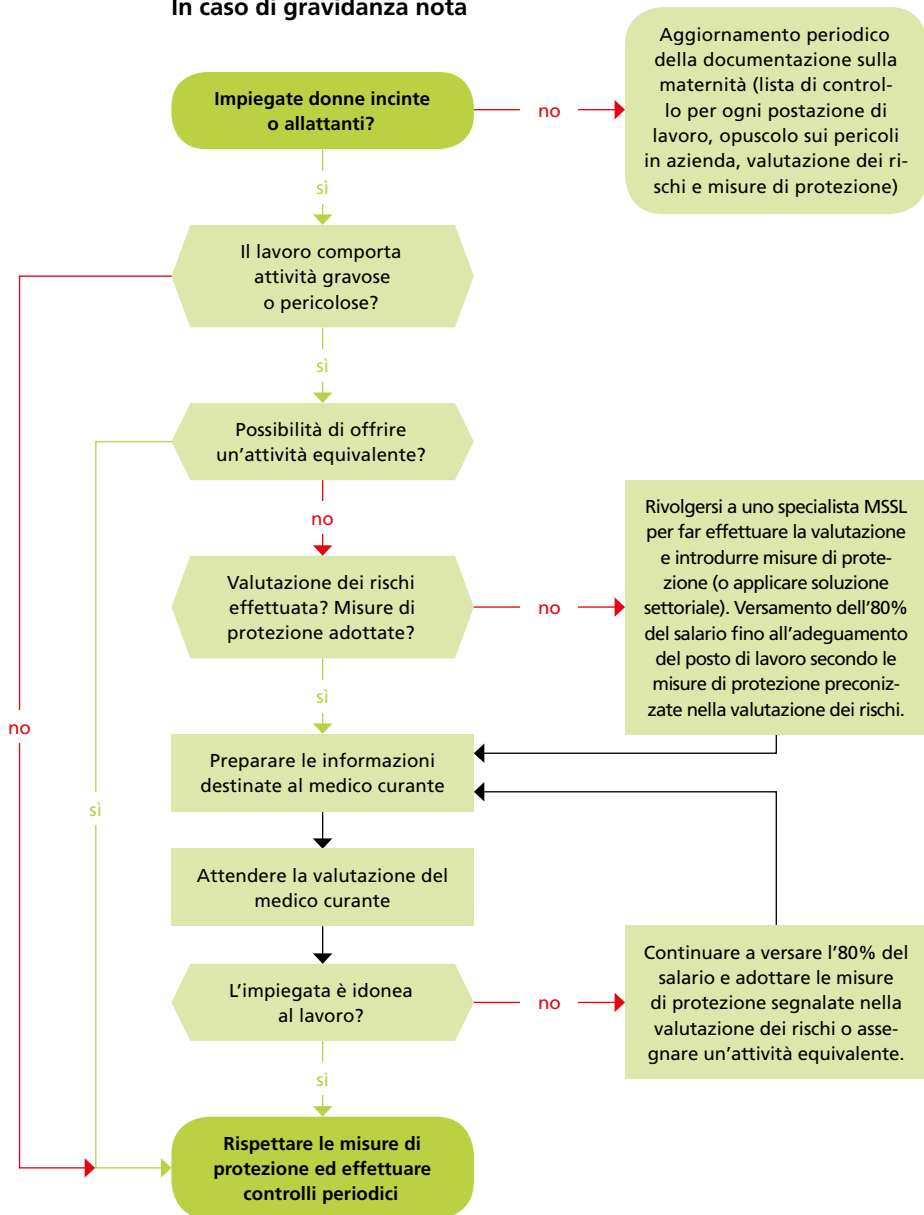 In caso di gravidanza nota
Impiegate donne incinte
o allattanti?
no
Aggiornamento periodico
della documentazione sulla
maternità (lista di control-
lo per ogni postazione di
lavoro, opuscolo sui pericoli
in azienda, valutazione dei ri-
schi e misure di protezione)
sì
Il lavoro comporta
attività gravose
o pericolose?
sì
Possibilità di offrire
un'attività equivalente?
no
Valutazione dei rischi
effettuata? Misure di
protezione adottate?
no
Rivolgersi a uno specialista MSSL
per far effettuare la valutazione
e introdurre misure di prote-
zione (o applicare soluzione
settoriale). Versamento dell'80%
del salario fino all'adeguamento
del posto di lavoro secondo le
misure di protezione preconiz-
zate nella valutazione dei rischi.
sì
no
Preparare le informazioni
destinate al medico curante
sì
Attendere la valutazione del
medico curante
L'impiegata è idonea
al lavoro?
no
Continuare a versare l'80% del
salario e adottare le misure
di protezione segnalate nella
valutazione dei rischi o asse-
gnare un'attività equivalente.
sì
Rispettare le misure di
protezione ed effettuare
controlli periodici